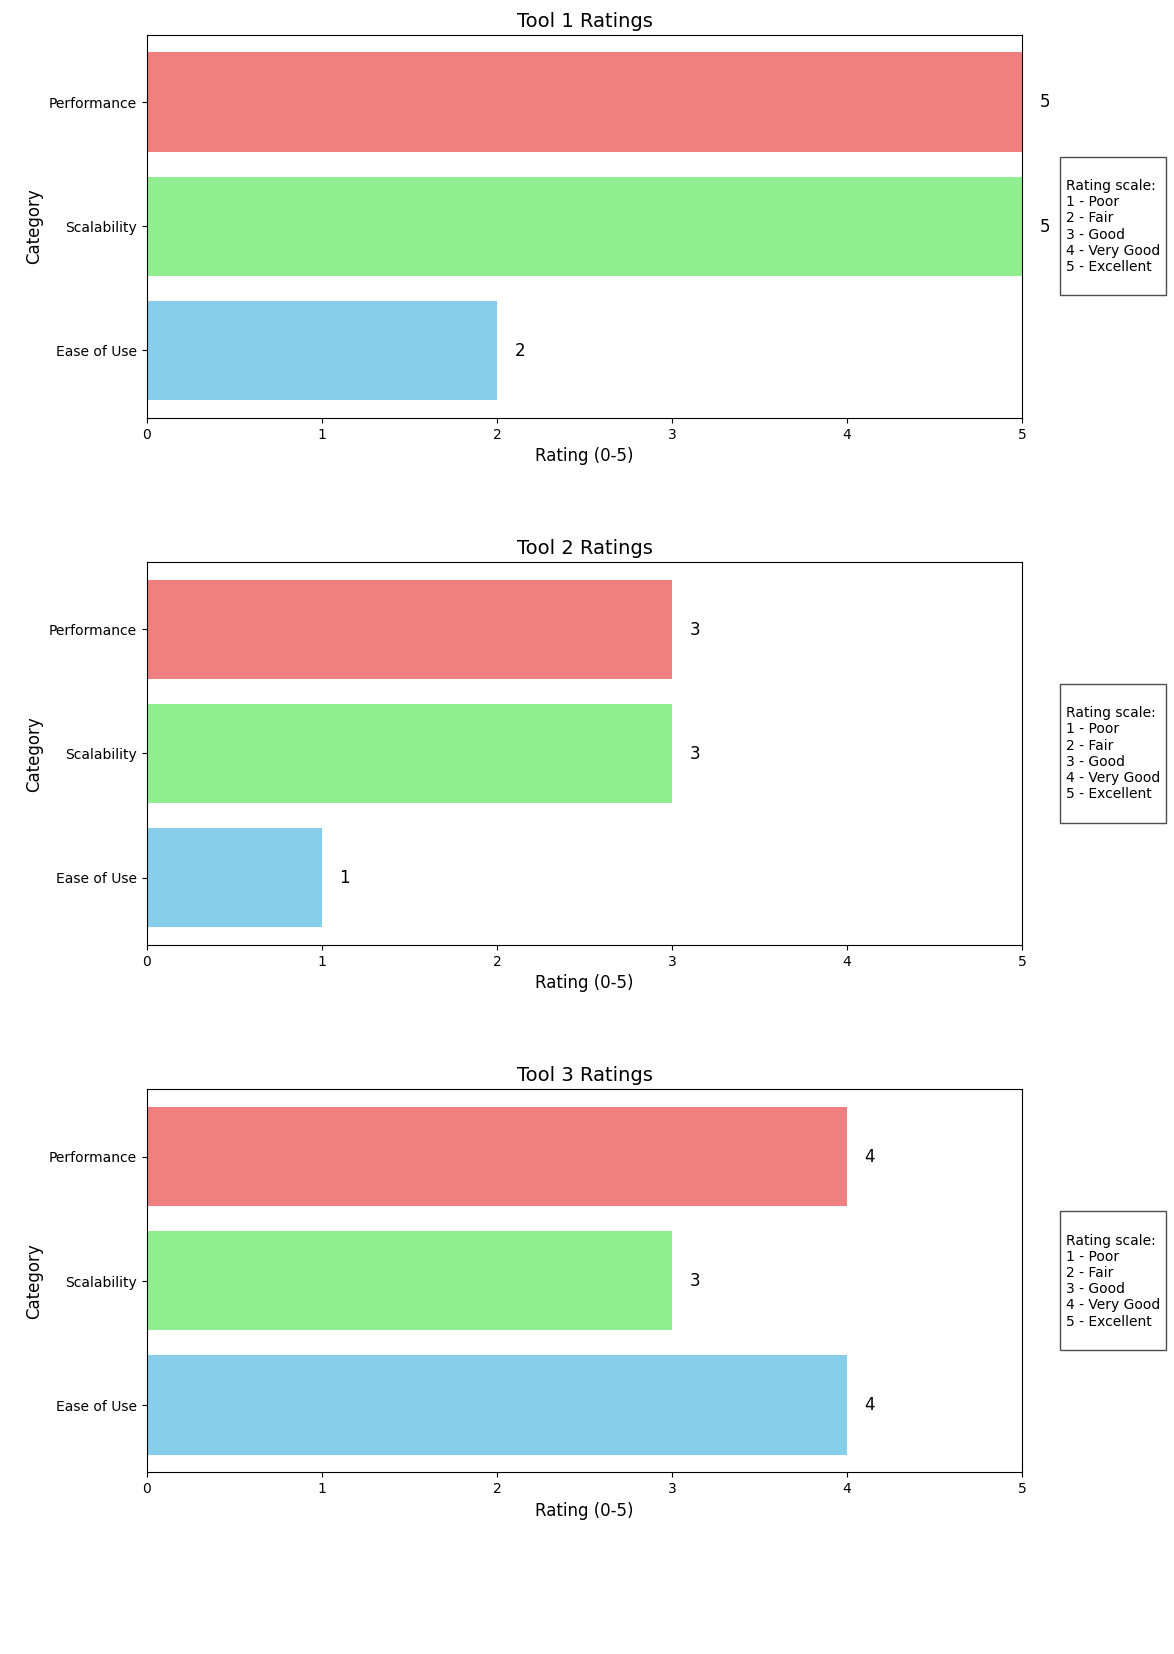 Tool 1 Ratings
Performance
5
Scalability
5
Ease of Use
2
Category
0 1 2 3 4 5
Rating (0-5)
Rating scale:
1 - Poor
2 - Fair
3 - Good
4 - Very Good
5 - Excellent
Tool 2 Ratings
Performance
3
Scalability
3
Ease of Use
1
Category
0 1 2 3 4 5
Rating (0-5)
Rating scale:
1 - Poor
2 - Fair
3 - Good
4 - Very Good
5 - Excellent
Tool 3 Ratings
Performance
4
Scalability
3
Ease of Use
4
Category
0 1 2 3 4 5
Rating (0-5)
Rating scale:
1 - Poor
2 - Fair
3 - Good
4 - Very Good
5 - Excellent